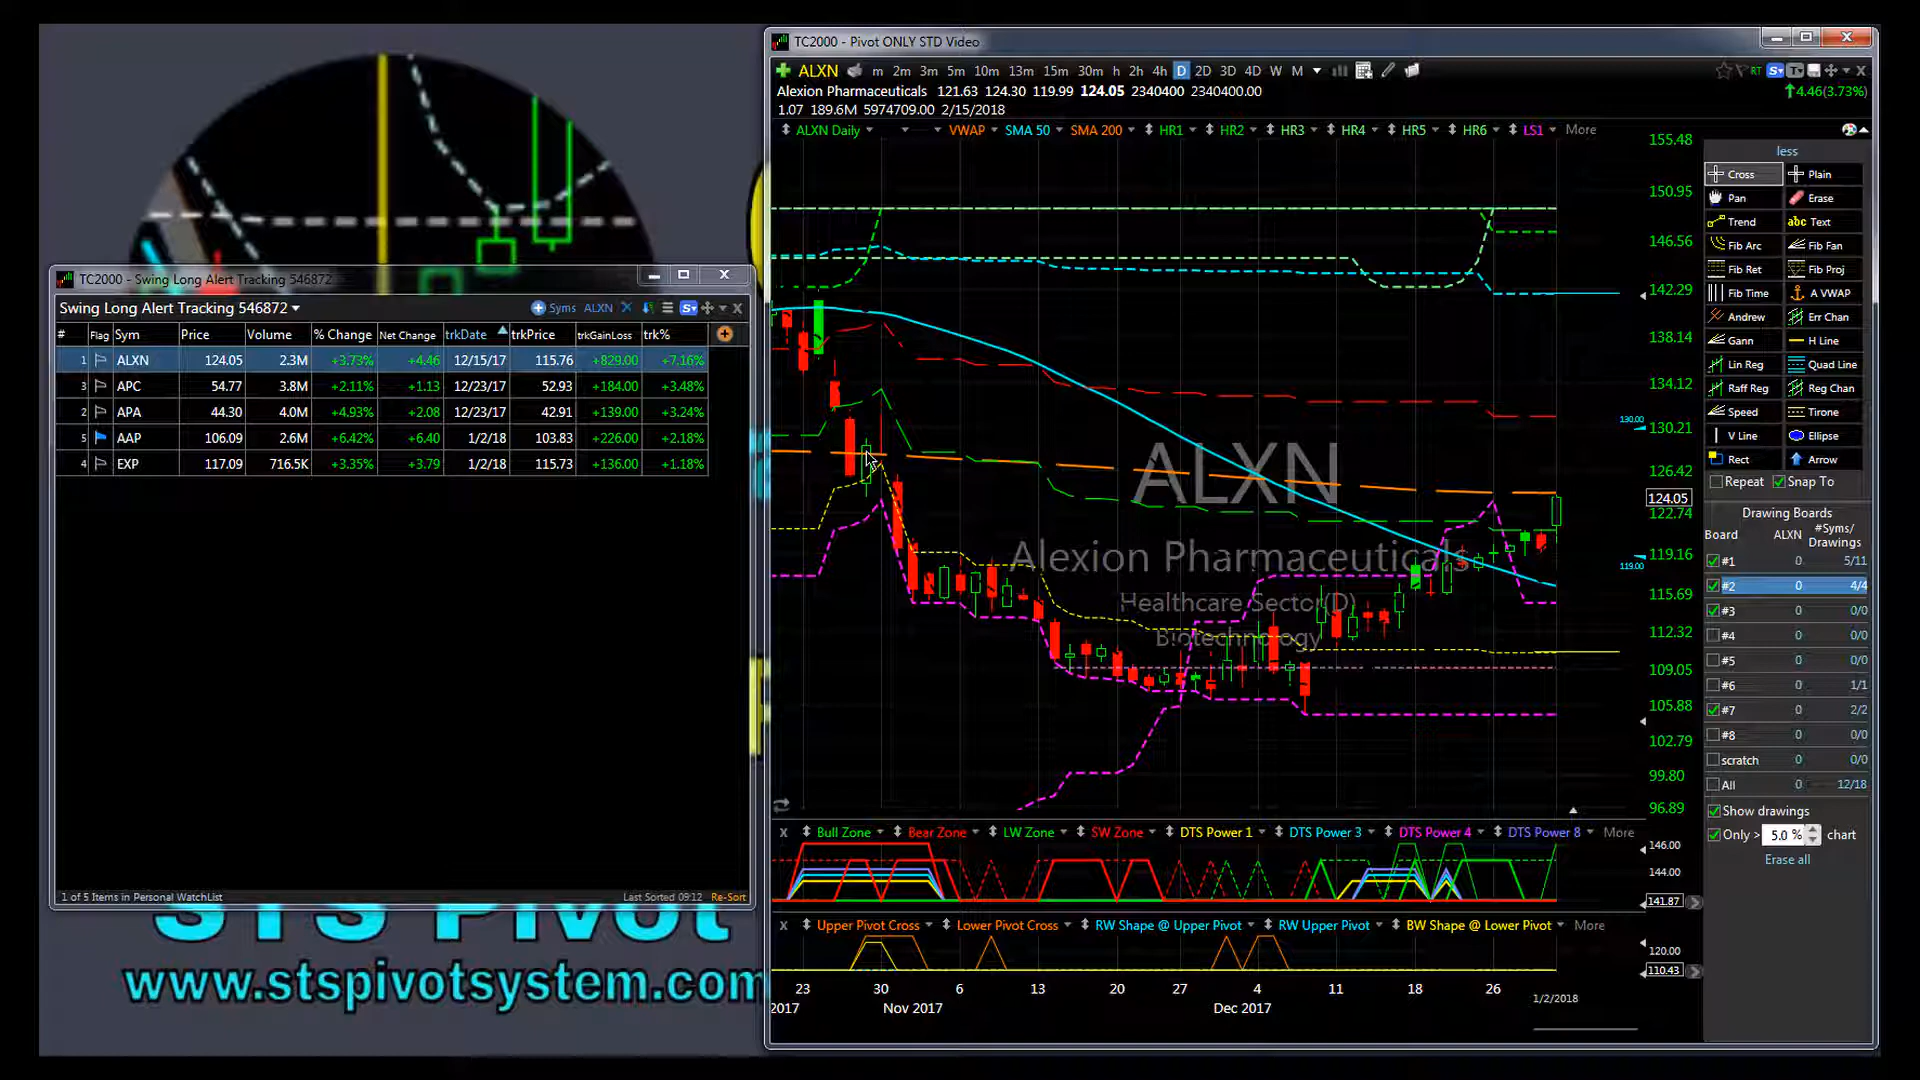 TC2000 - Pivot ONLY STD Video
ALXN m 2m 3m 5m 10m 13m 15m 30m h 2h 4h D 2D 3D 4D W M RT
Alexion Pharmaceuticals 121.63 124.30 119.99 124.05 2340400 2340400.00 4.46(3.73%)
1.07 189.6M 5974709.00 2/15/2018
ALXN Daily VWAP SMA 50 SMA 200 HR1 HR2 HR3 HR4 HR5 HR6 LS1 More
155.48
150.95
146.56
142.29
138.14
134.12
130.00
130.21
126.42
124.05
122.74
119.16
119.00
115.69
112.32
109.05
105.88
102.79
99.80
96.89
ALXN
Alexion Pharmaceuticals
Healthcare Sector(D)
Biotechnology
less
Cross Plain
Pan Erase
Trend abc Text
Fib Arc Fib Fan
Fib Ret Fib Proj
Fib Time A VWAP
Andrew Err Chan
Gann H Line
Lin Reg Quad Line
Raff Reg Reg Chan
Speed Tirone
V Line Ellipse
Rect Arrow
Repeat Snap To
Drawing Boards
Board ALXN #Syms/
Drawings
#1 0 5/11
#2 0 4/4
#3 0 0/0
#4 0 0/0
#5 0 0/0
#6 0 1/1
#7 0 2/2
#8 0 0/0
scratch 0 0/0
All 0 12/18
Show drawings
Only > 5.0 % chart
Erase all
TC2000 - Swing Long Alert Tracking 546872
Swing Long Alert Tracking 546872 Syms ALXN
# Flag Sym Price Volume % Change Net Change trkDate trkPrice trkGainLoss trk%
1 ALXN 124.05 2.3M +3.73% +4.46 12/15/17 115.76 +829.00 +7.16%
3 APC 54.77 3.8M +2.11% +1.13 12/23/17 52.93 +184.00 +3.48%
2 APA 44.30 4.0M +4.93% +2.08 12/23/17 42.91 +139.00 +3.24%
5 AAP 106.09 2.6M +6.42% +6.40 1/2/18 103.83 +226.00 +2.18%
4 EXP 117.09 716.5K +3.35% +3.79 1/2/18 115.73 +136.00 +1.18%
1 of 5 Items in Personal WatchList Last Sorted 09:12 Re-Sort
STS Pivot
www.stspivotsystem.com
x Bull Zone Bear Zone LW Zone SW Zone DTS Power 1 DTS Power 3 DTS Power 4 DTS Power 8 More
146.00
144.00
141.87
x Upper Pivot Cross Lower Pivot Cross RW Shape @ Upper Pivot RW Upper Pivot BW Shape @ Lower Pivot More
120.00
110.43
23 30 6 13 20 27 4 11 18 26 1/2/2018
2017 Nov 2017 Dec 2017